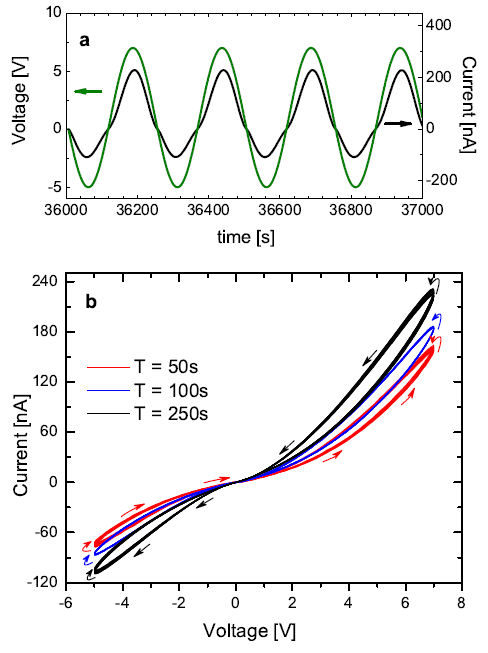 a
10
5
0
-5
Voltage [V]
400
200
0
-200
Current [nA]
36000 36200 36400 36600 36800 37000
time [s]
b
240
180
120
60
0
-60
-120
Current [nA]
T = 50s
T = 100s
T = 250s
-6 -4 -2 0 2 4 6 8
Voltage [V]